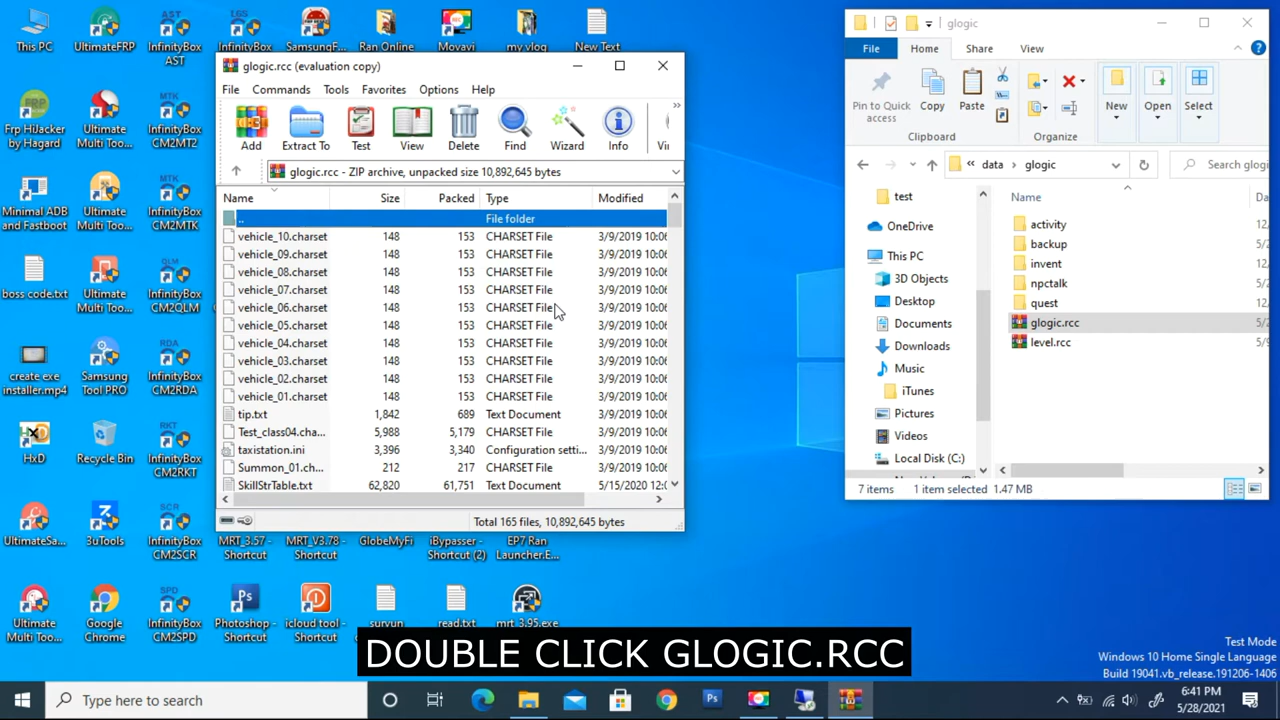 This PC
UltimateFRP
InfinityBox
AST
InfinityBox
SamsungF...
Ran Online
Movavi
my vlog
New Text
Frp HiJacker
by Hagard
Ultimate
Multi Too...
InfinityBox
CM2MT2
Minimal ADB
and Fastboot
Ultimate
Multi Too...
InfinityBox
CM2MTK
boss code.txt
Ultimate
Multi Too...
InfinityBox
CM2QLM
create exe
installer.mp4
Samsung
Tool PRO
InfinityBox
CM2RDA
HxD
Recycle Bin
InfinityBox
CM2RKT
UltimateSa...
3uTools
InfinityBox
CM2SCR
MRT_3.57 -
Shortcut
MRT_V3.78 -
Shortcut
GlobeMyFi
iBypasser -
Shortcut (2)
EP7 Ran
Launcher.E...
Ultimate
Multi Too...
Google
Chrome
InfinityBox
CM2SPD
Photoshop -
Shortcut
icloud tool -
Shortcut
survun
read.txt
mrt_3.95.exe
glogic.rcc (evaluation copy)
File Commands Tools Favorites Options Help
Add Extract To Test View Delete Find Wizard Info
glogic.rcc - ZIP archive, unpacked size 10,892,645 bytes
Name Size Packed Type Modified
.. File folder
vehicle_10.charset 148 153 CHARSET File 3/9/2019 10:06
vehicle_09.charset 148 153 CHARSET File 3/9/2019 10:06
vehicle_08.charset 148 153 CHARSET File 3/9/2019 10:06
vehicle_07.charset 148 153 CHARSET File 3/9/2019 10:06
vehicle_06.charset 148 153 CHARSET File 3/9/2019 10:06
vehicle_05.charset 148 153 CHARSET File 3/9/2019 10:06
vehicle_04.charset 148 153 CHARSET File 3/9/2019 10:06
vehicle_03.charset 148 153 CHARSET File 3/9/2019 10:06
vehicle_02.charset 148 153 CHARSET File 3/9/2019 10:06
vehicle_01.charset 148 153 CHARSET File 3/9/2019 10:06
tip.txt 1,842 689 Text Document 3/9/2019 10:06
Test_class04.cha... 5,988 5,179 CHARSET File 3/9/2019 10:06
taxistation.ini 3,396 3,340 Configuration setti... 3/9/2019 10:06
Summon_01.ch... 212 217 CHARSET File 3/9/2019 10:06
SkillStrTable.txt 62,820 61,751 Text Document 5/15/2020 12:0
Total 165 files, 10,892,645 bytes
glogic
File Home Share View
Pin to Quick
access
Copy
Paste
New
Open
Select
Clipboard
Organize
« data › glogic
Search glogic
test
OneDrive
This PC
3D Objects
Desktop
Documents
Downloads
Music
iTunes
Pictures
Videos
Local Disk (C:)
Name
activity
backup
invent
npctalk
quest
glogic.rcc
level.rcc
7 items 1 item selected 1.47 MB
DOUBLE CLICK GLOGIC.RCC
Test Mode
Windows 10 Home Single Language
Build 19041.vb_release.191206-1406
Type here to search
6:41 PM
5/28/2021